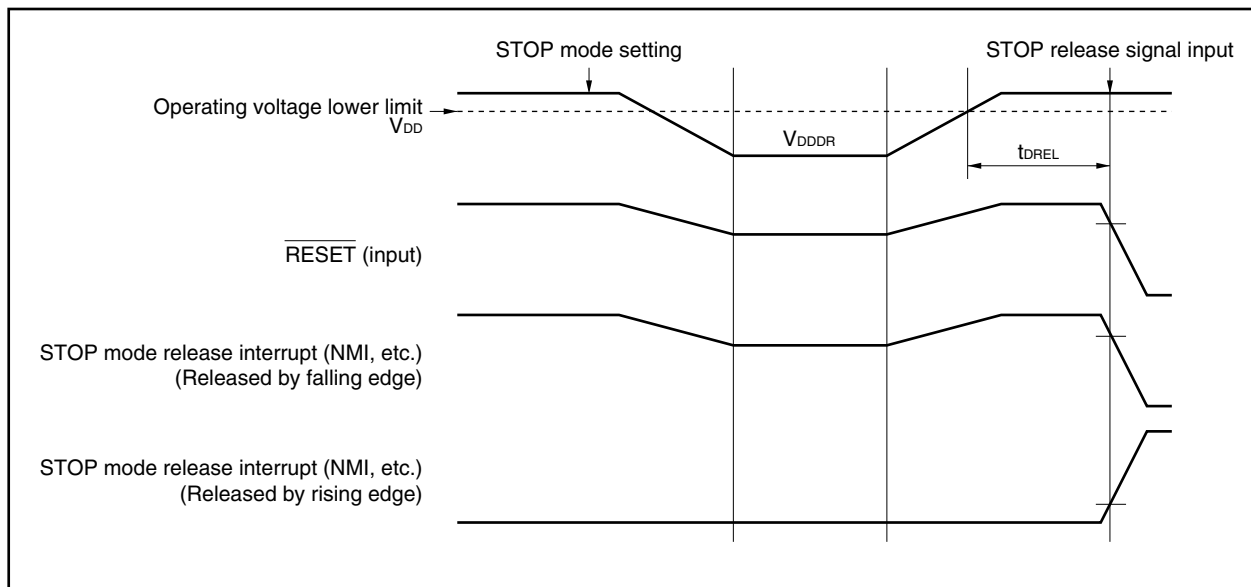 STOP mode setting
STOP release signal input
Operating voltage lower limit
VDD
VDDDR
tDREL
RESET (input)
STOP mode release interrupt (NMI, etc.)
(Released by falling edge)
STOP mode release interrupt (NMI, etc.)
(Released by rising edge)